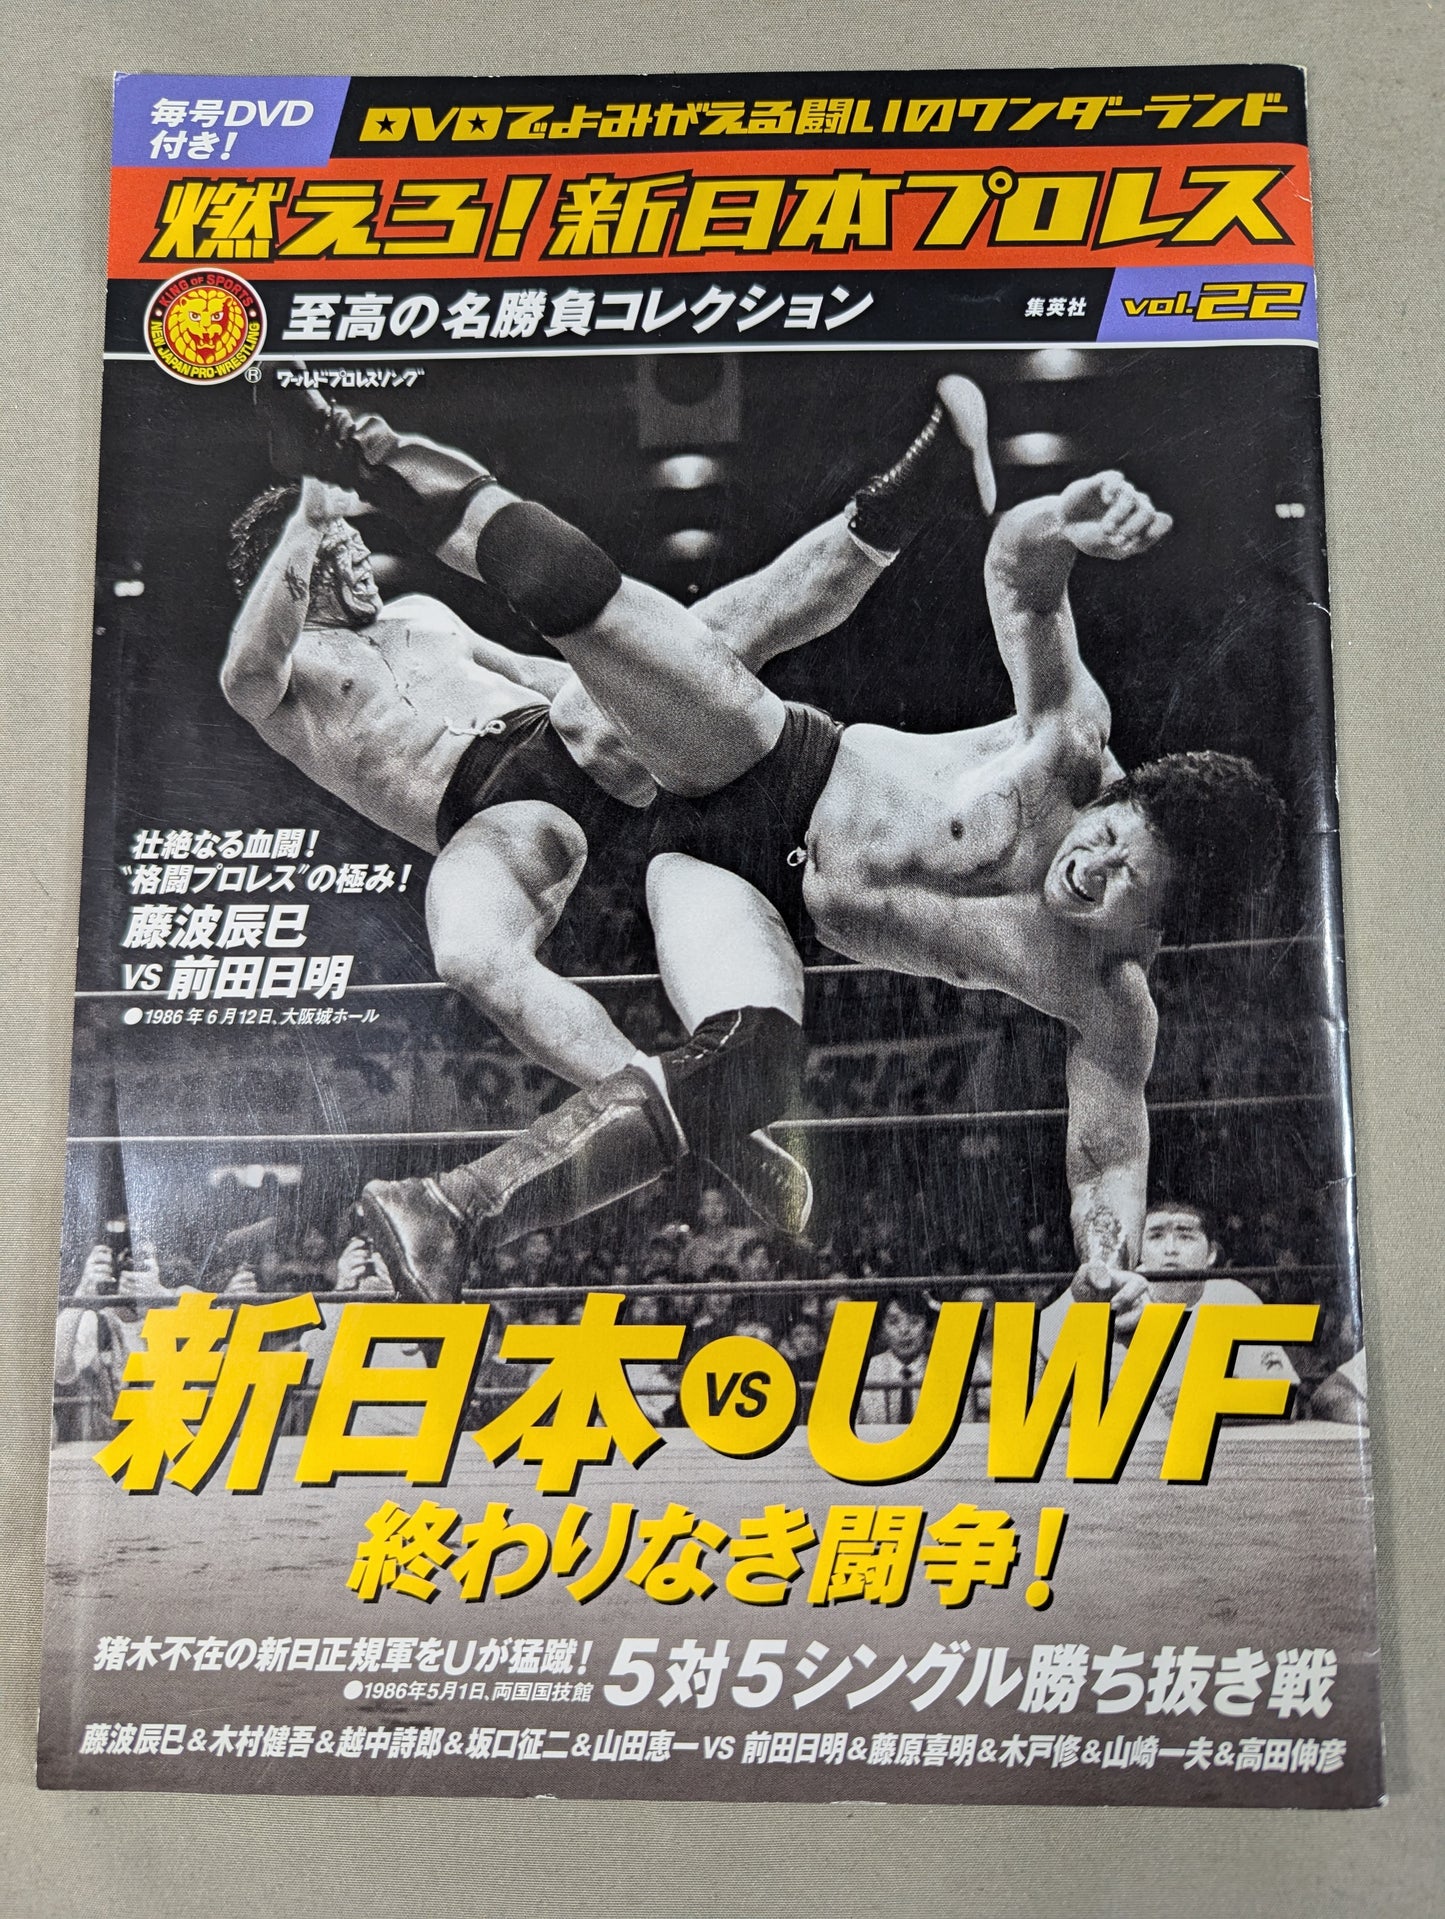 毎号DVD
付き!
DVDでよみがえる闘いのワンダーランド
燃えろ!新日本プロレス
KING OF SPORTS
NEW JAPAN PRO-WRESTLING
®
至高の名勝負コレクション
集英社
vol.22
ワールドプロレスリング
壮絶なる血闘!
“格闘プロレス”の極み!
藤波辰巳
VS 前田日明
●1986年6月12日、大阪城ホール
新日本 VS UWF
終わりなき闘争!
猪木不在の新日正規軍をUが猛蹴!
●1986年5月1日、両国国技館
5対5シングル勝ち抜き戦
藤波辰巳&木村健吾&越中詩郎&坂口征二&山田恵一 VS 前田日明&藤原喜明&木戸修&山崎一夫&高田伸彦